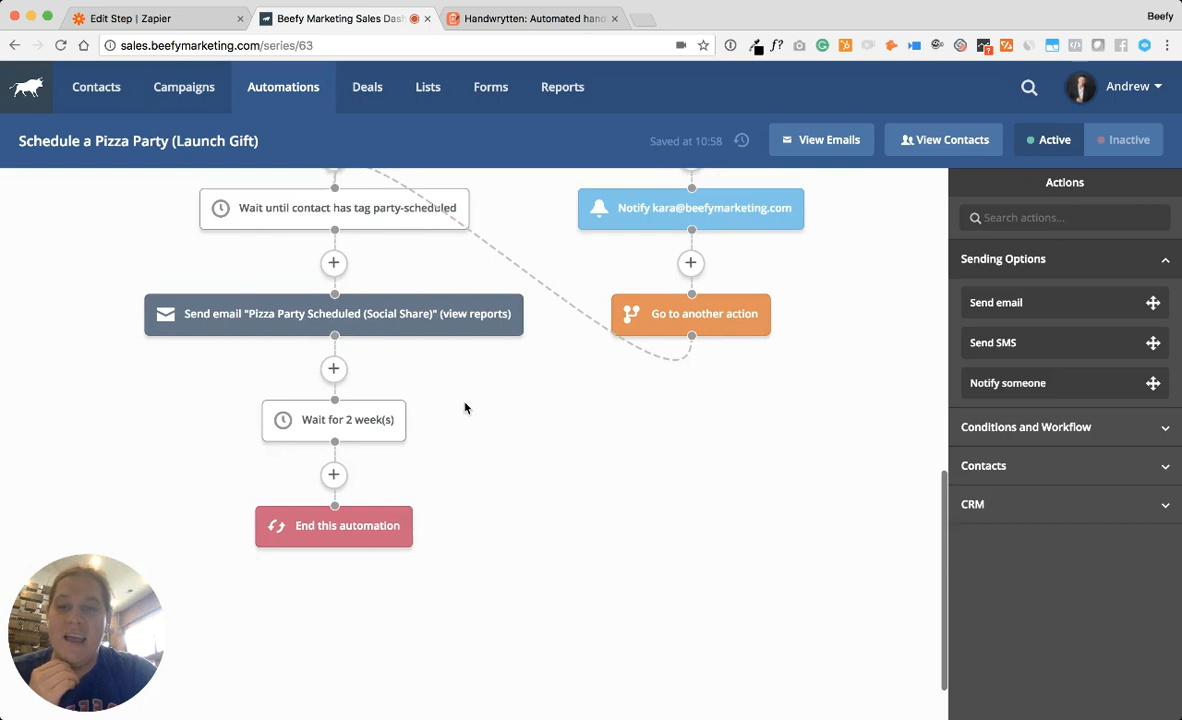 Edit Step | Zapier
Beefy Marketing Sales Das
Handwrytten: Automated han
Beefy
sales.beefymarketing.com/series/63
f?
Contacts
Campaigns
Automations
Deals
Lists
Forms
Reports
Andrew
Schedule a Pizza Party (Launch Gift)
Saved at 10:58
View Emails
View Contacts
Active
Inactive
Wait until contact has tag party-scheduled
Notify kara@beefymarketing.com
Send email "Pizza Party Scheduled (Social Share)" (view reports)
Go to another action
Wait for 2 week(s)
End this automation
Actions
Search actions...
Sending Options
Send email
Send SMS
Notify someone
Conditions and Workflow
Contacts
CRM